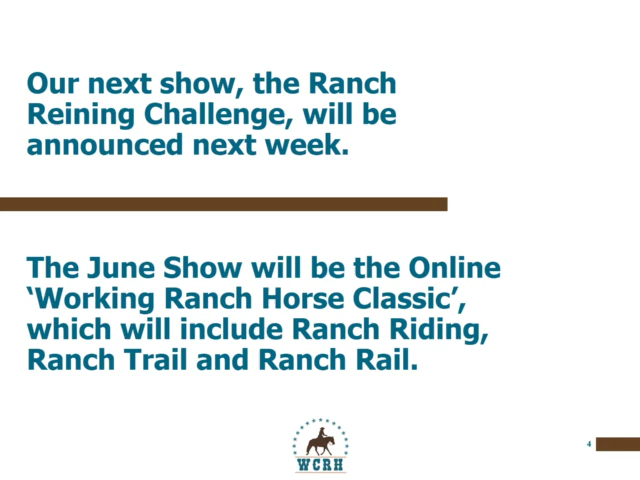 Our next show, the Ranch
Reining Challenge, will be
announced next week.
The June Show will be the Online
‘Working Ranch Horse Classic’,
which will include Ranch Riding,
Ranch Trail and Ranch Rail.
WCRH
4